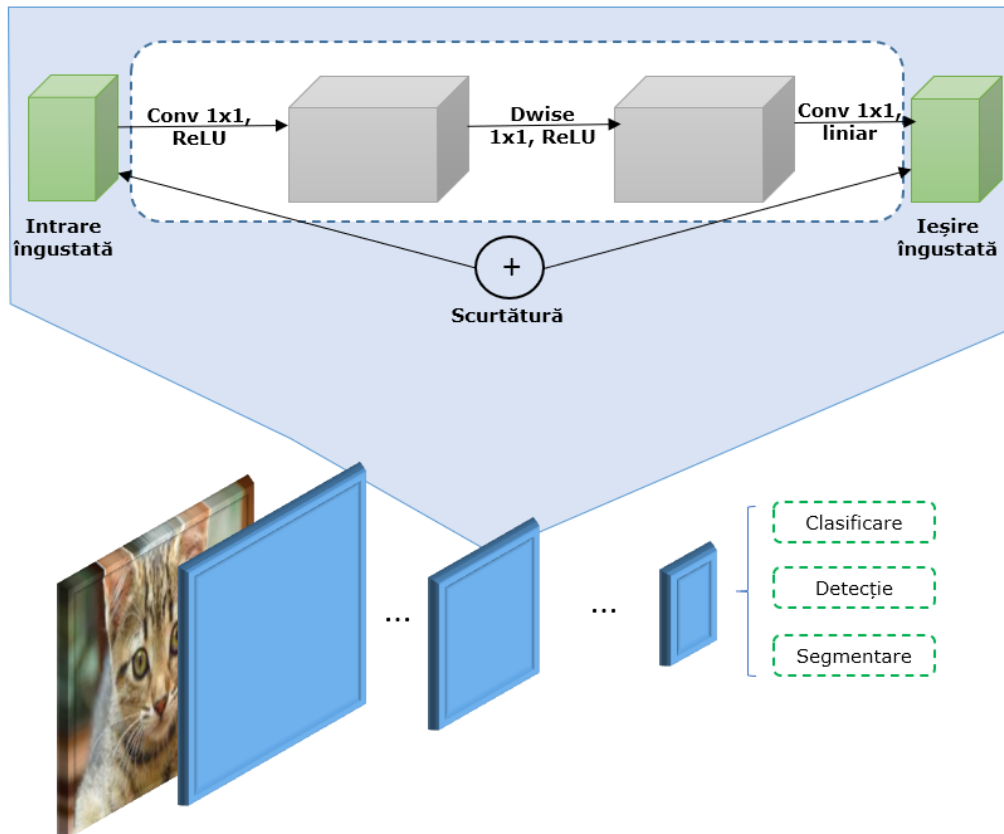 Conv 1x1,
ReLU
Dwise
1x1, ReLU
Conv 1x1,
liniar
Intrare
îngustată
Ieșire
îngustată
+
Scurtătură
...
...
Clasificare
Detecție
Segmentare